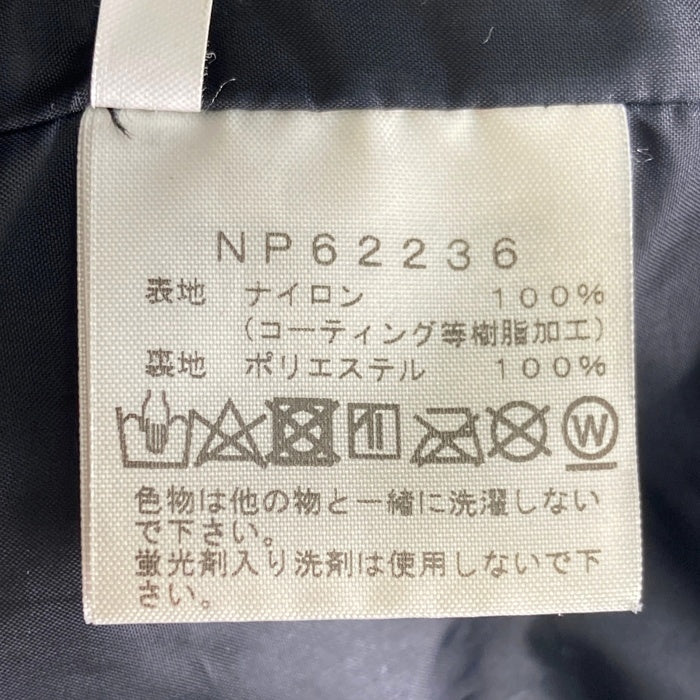 NP62236
表地 ナイロン 100%
(コーティング等樹脂加工)
裏地 ポリエステル 100%
W
色物は他の物と一緒に洗濯しない
で下さい。
蛍光剤入り洗剤は使用しないで下
さい。